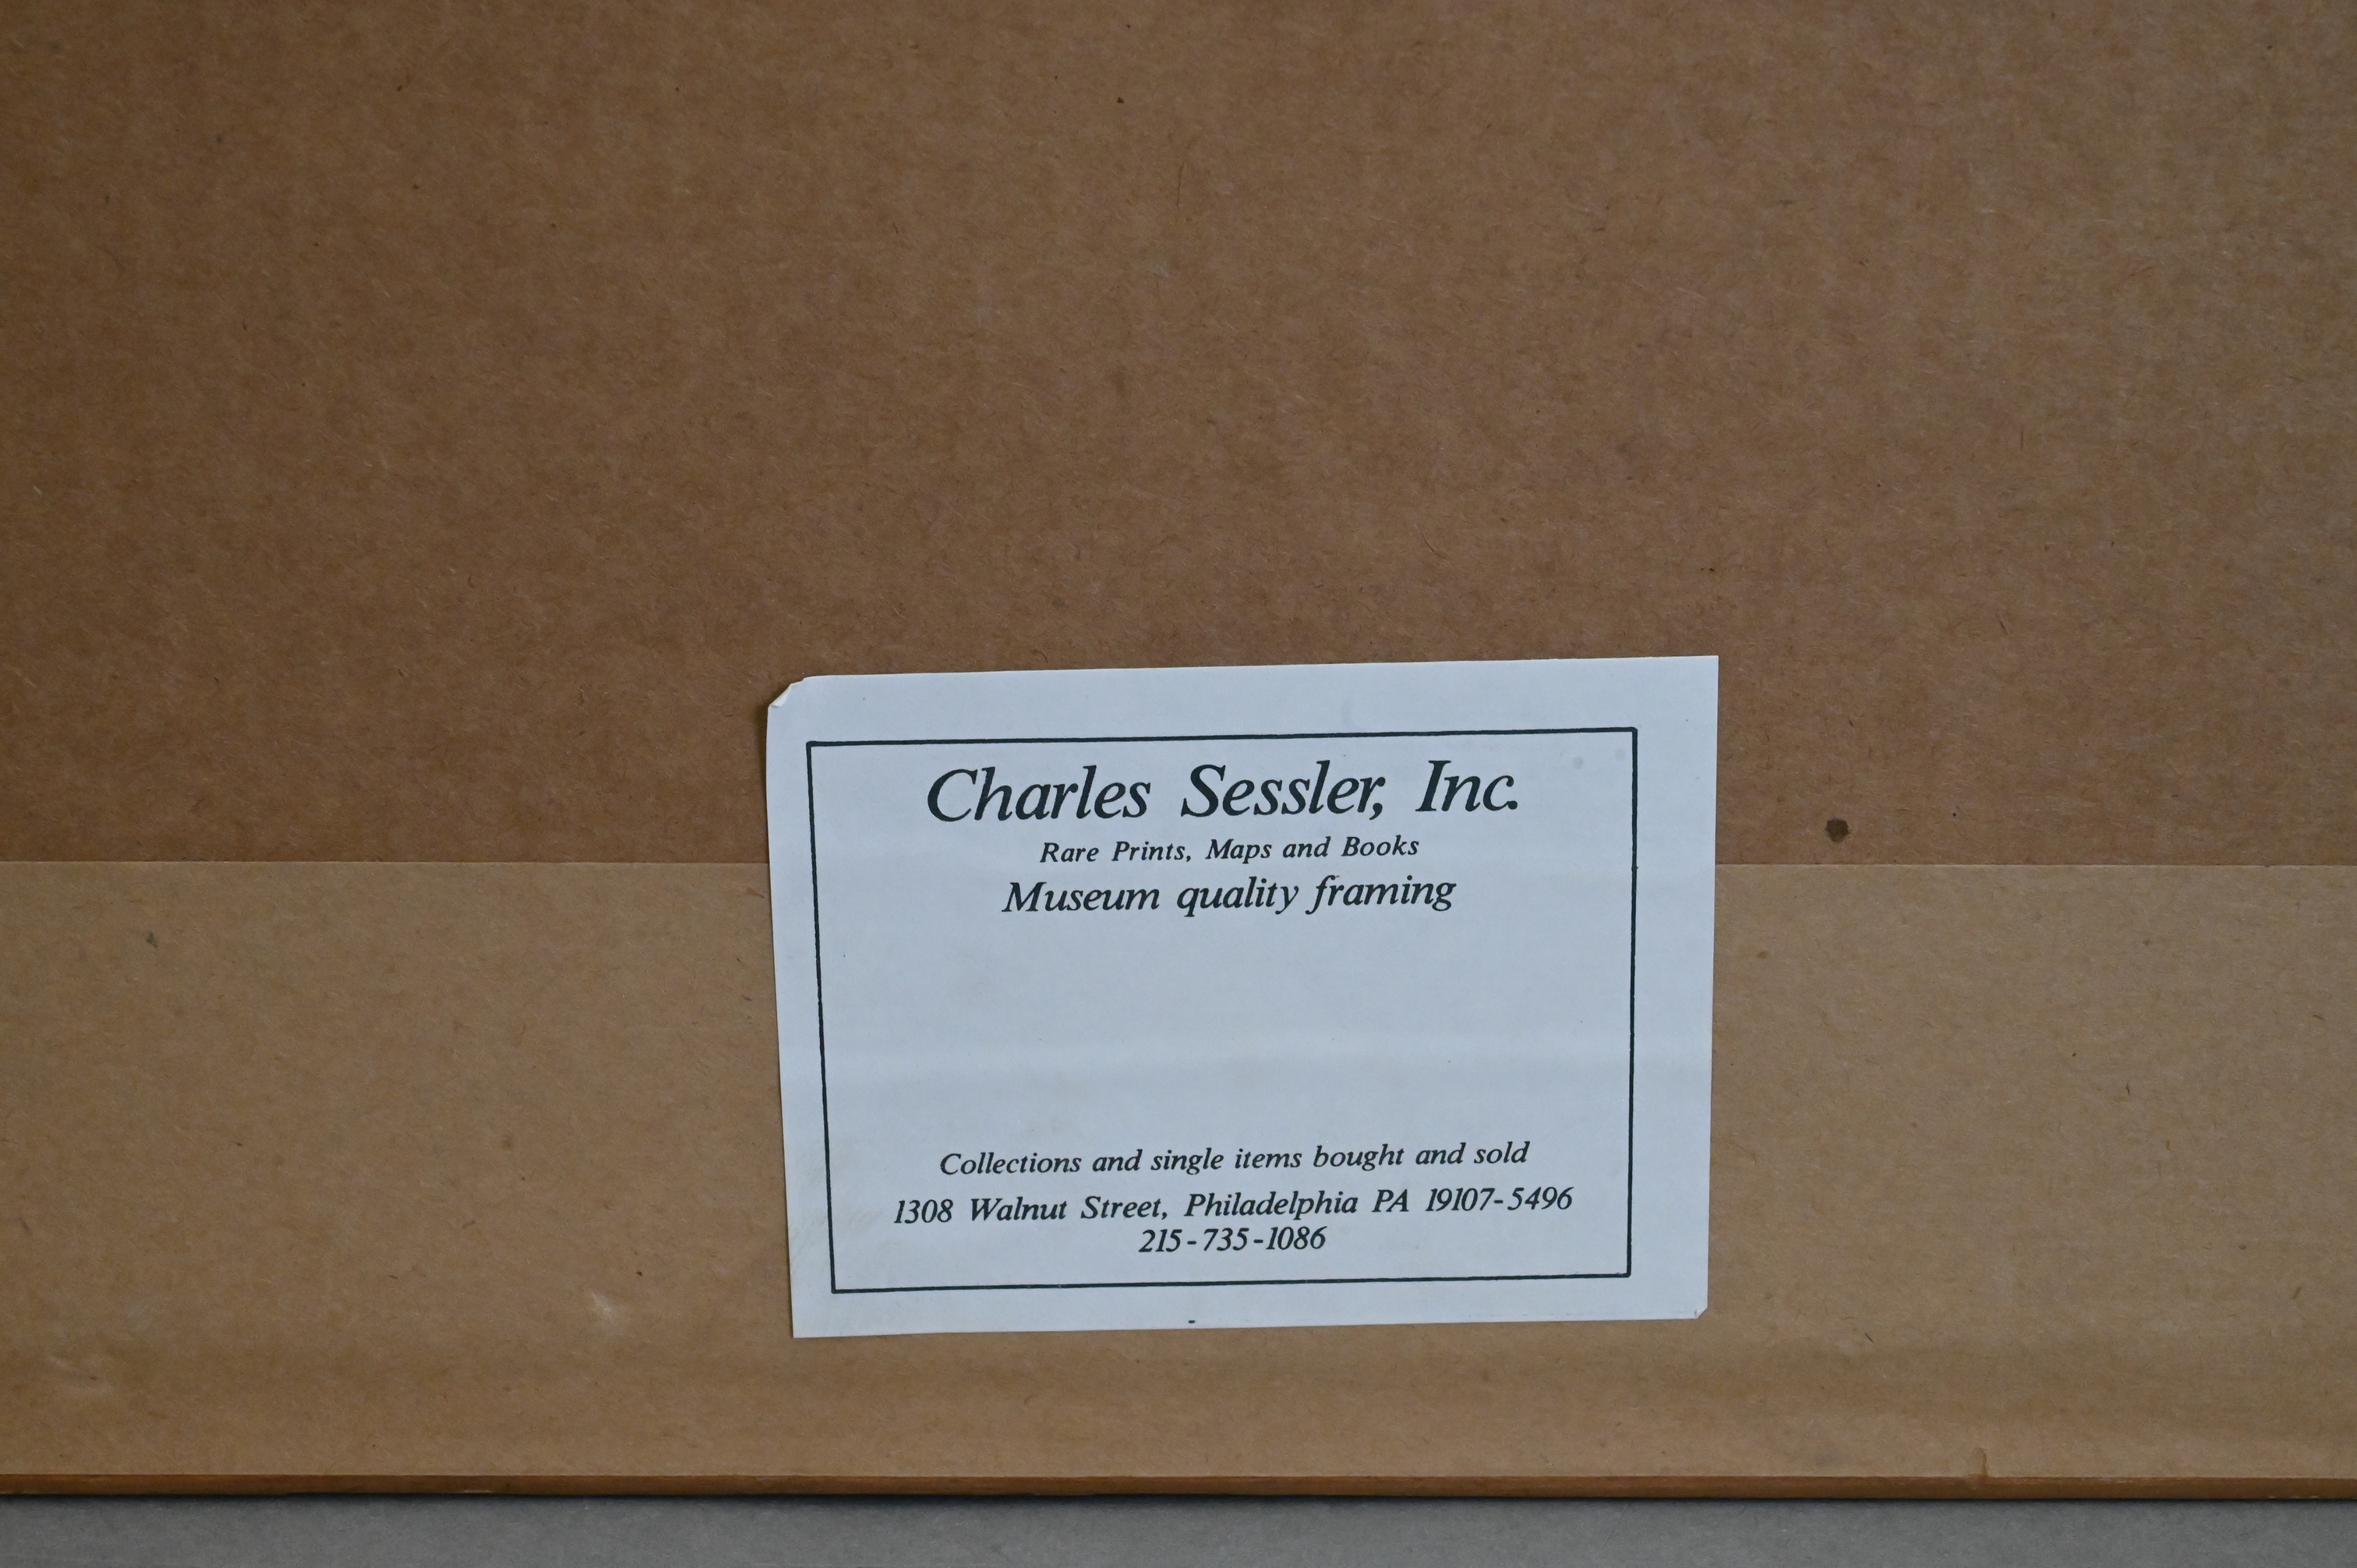 Charles Sessler, Inc.
Rare Prints, Maps and Books
Museum quality framing
Collections and single items bought and sold
1308 Walnut Street, Philadelphia PA 19107-5496
215-735-1086